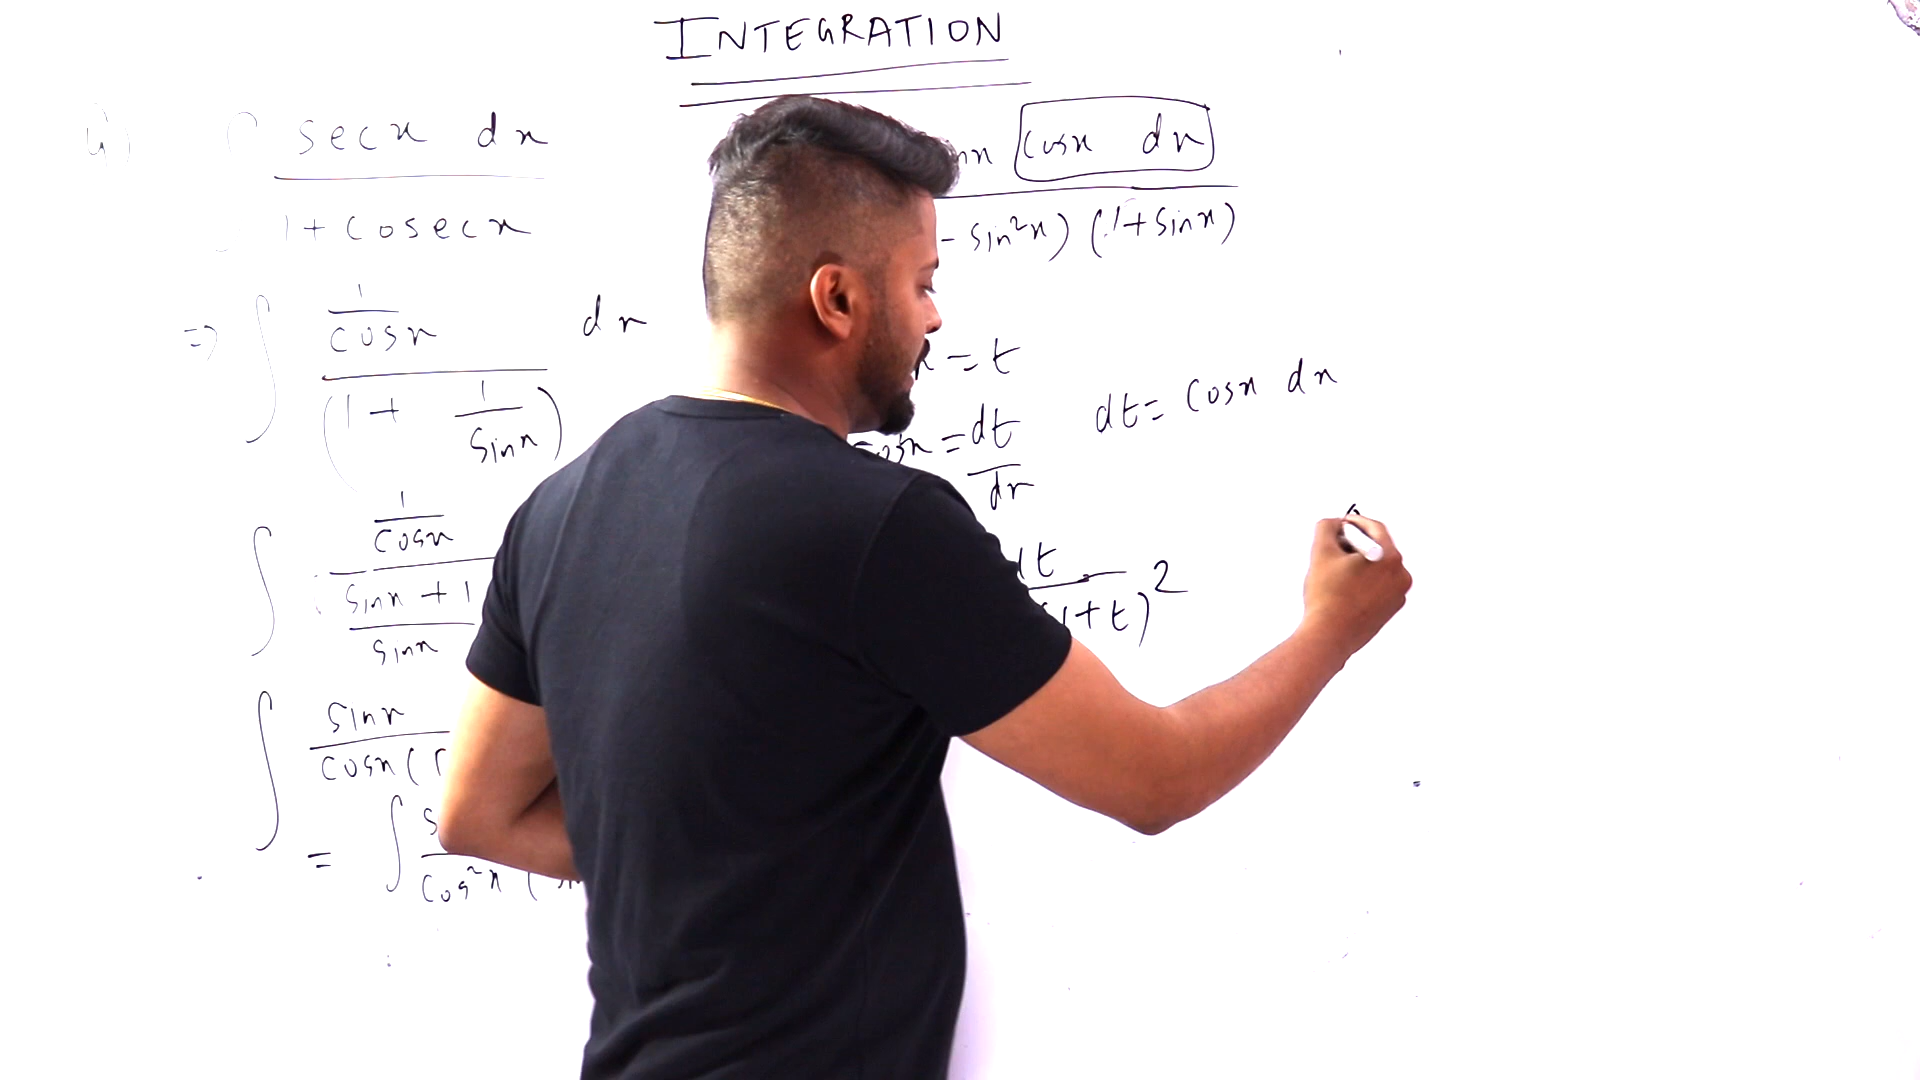 INTEGRATION
4) ∫ secx dx
1 + cosecx
=> ∫ 1
cosx dx
(1 + 1
sinx)
∫ 1
cosx
sinx + 1
sinx
∫ sinx
cosx (
= ∫ s
cos²x (
nx cosx dx
- sin²x) (1 + sinx)
x = t
cosx = dt
dx
dt = cosx dx
dt
(1 + t)²